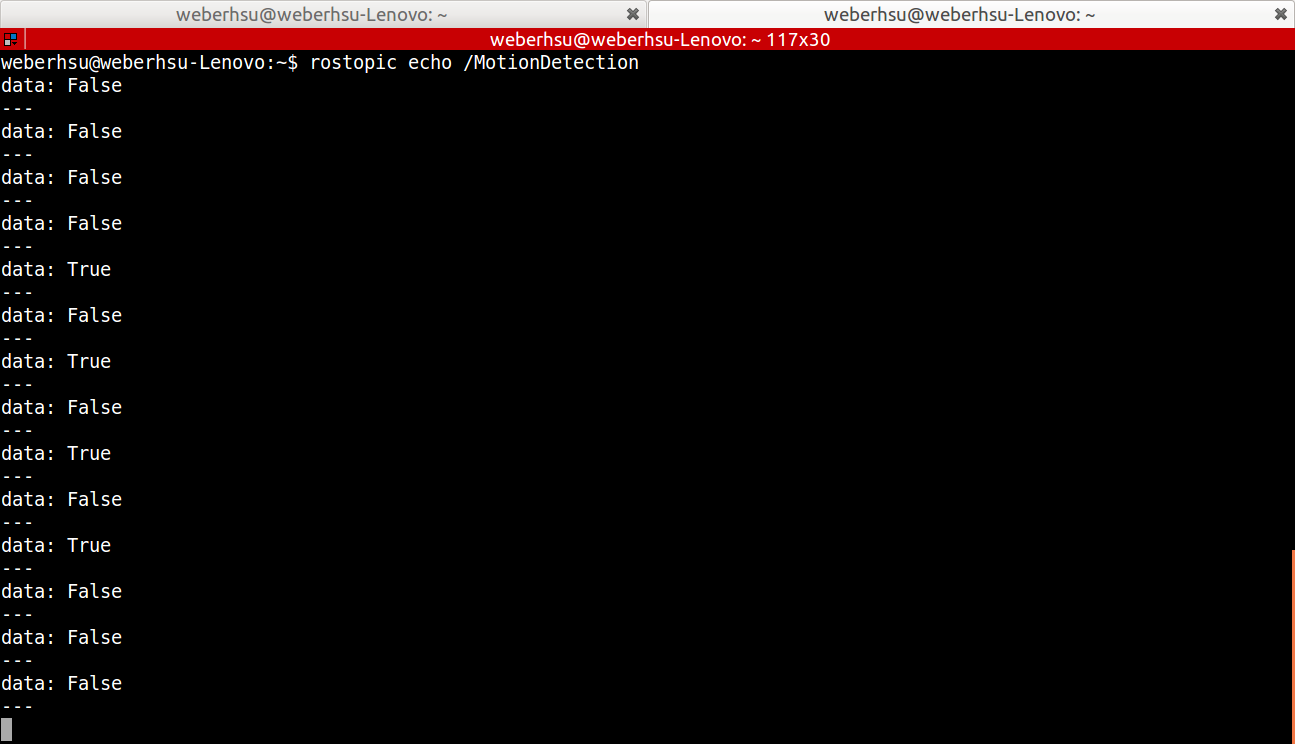 weberhsu@weberhsu-Lenovo: ~
weberhsu@weberhsu-Lenovo: ~
weberhsu@weberhsu-Lenovo: ~ 117x30
weberhsu@weberhsu-Lenovo:~$ rostopic echo /MotionDetection
data: False
---
data: False
---
data: False
---
data: False
---
data: True
---
data: False
---
data: True
---
data: False
---
data: True
---
data: False
---
data: True
---
data: False
---
data: False
---
data: False
---